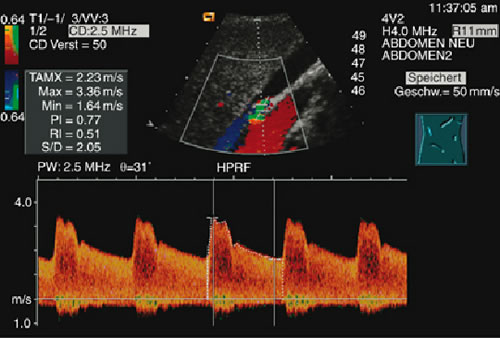 11:37:05 am
0.64
T1/-1/ 3/VV:3
1/2 CD:2.5 MHz
CD Verst = 50
0.64
TAMX = 2.23 m/s
Max = 3.36 m/s
Min = 1.64 m/s
PI = 0.77
RI = 0.51
S/D = 2.05
49
48
47
45
46
4V2
H4.0 MHz R11mm
ABDOMEN NEU
ABDOMEN2
Speichert
Geschw.= 50 mm/s
PW: 2.5 MHz θ=31° HPRF
4.0
m/s
1.0